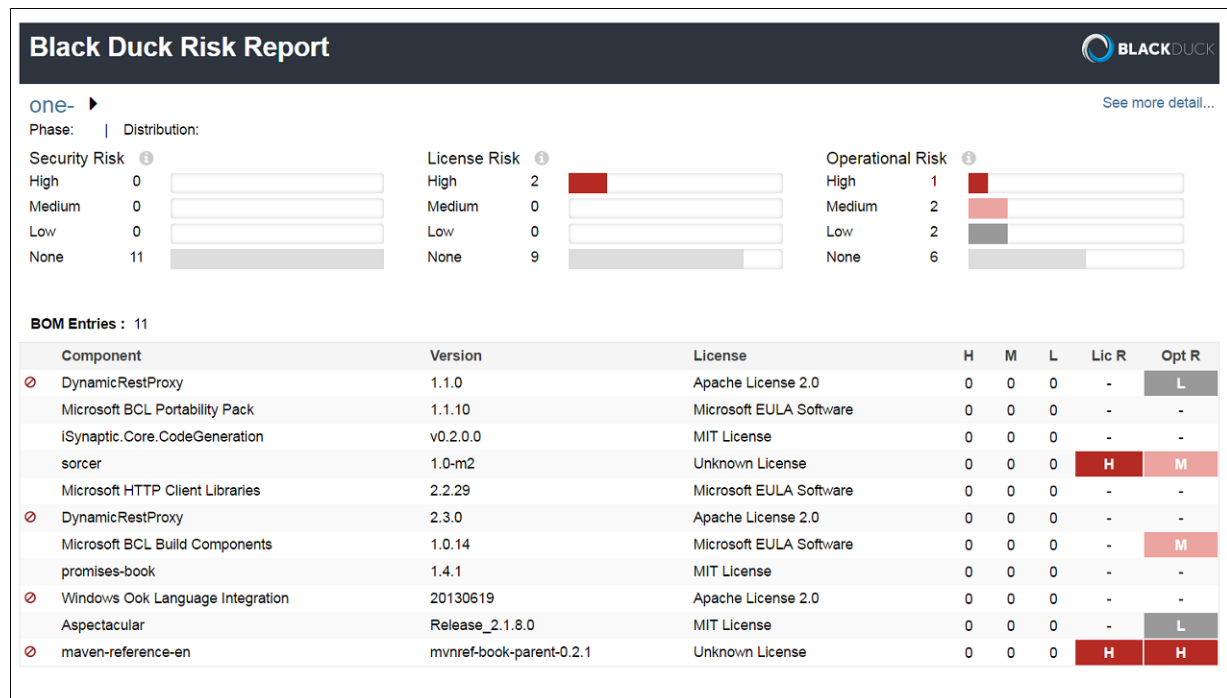 Black Duck Risk Report
BLACKDUCK
one-
See more detail...
Phase: | Distribution:
Security Risk
High 0
Medium 0
Low 0
None 11
License Risk
High 2
Medium 0
Low 0
None 9
Operational Risk
High 1
Medium 2
Low 2
None 6
BOM Entries : 11
Component Version License H M L Lic R Opt R
DynamicRestProxy 1.1.0 Apache License 2.0 0 0 0 - L
Microsoft BCL Portability Pack 1.1.10 Microsoft EULA Software 0 0 0 - -
iSynaptic.Core.CodeGeneration v0.2.0.0 MIT License 0 0 0 - -
sorcer 1.0-m2 Unknown License 0 0 0 H M
Microsoft HTTP Client Libraries 2.2.29 Microsoft EULA Software 0 0 0 - -
DynamicRestProxy 2.3.0 Apache License 2.0 0 0 0 - -
Microsoft BCL Build Components 1.0.14 Microsoft EULA Software 0 0 0 - M
promises-book 1.4.1 MIT License 0 0 0 - -
Windows Ook Language Integration 20130619 Apache License 2.0 0 0 0 - -
Aspectacular Release_2.1.8.0 MIT License 0 0 0 - L
maven-reference-en mvnref-book-parent-0.2.1 Unknown License 0 0 0 H H